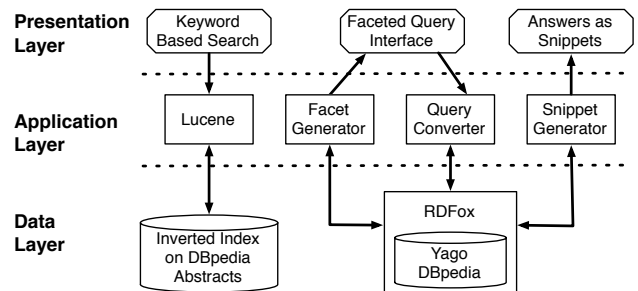 Presentation
Layer
Keyword
Based Search
Faceted Query
Interface
Answers as
Snippets
Application
Layer
Lucene
Facet
Generator
Query
Converter
Snippet
Generator
Data
Layer
Inverted Index
on DBpedia
Abstracts
RDFox
Yago
DBpedia